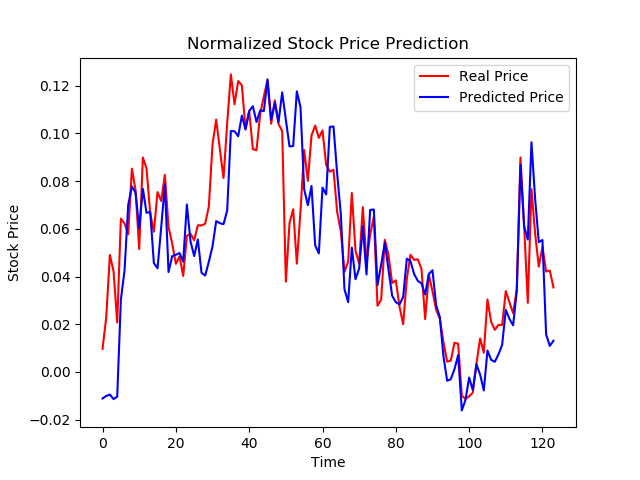 Normalized Stock Price Prediction
Real Price
Predicted Price
Stock Price
0.12
0.10
0.08
0.06
0.04
0.02
0.00
−0.02
0 20 40 60 80 100 120
Time